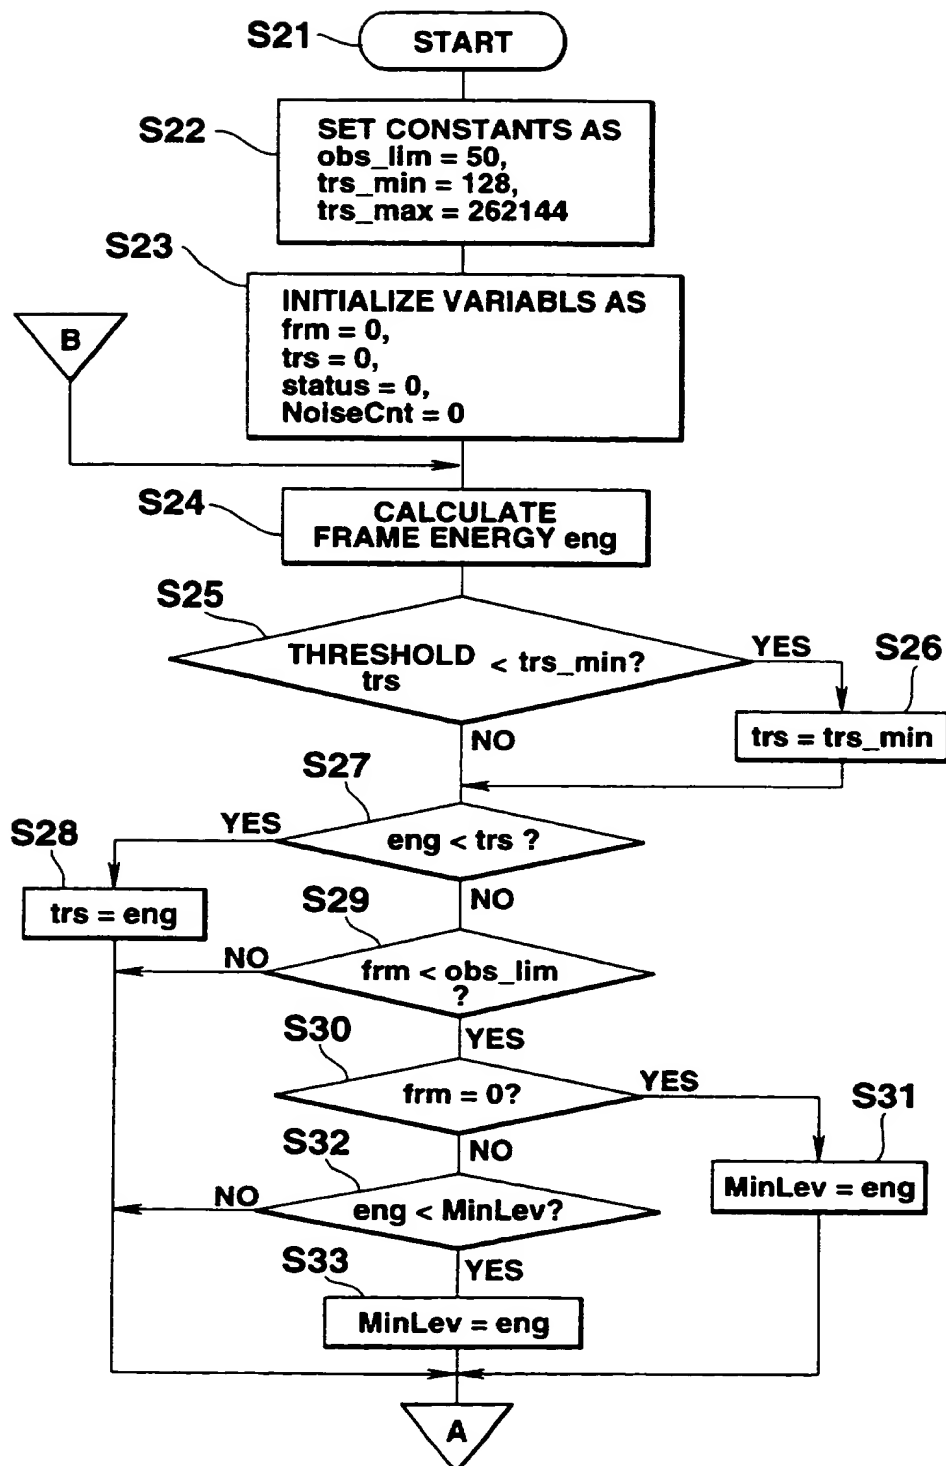 S21
START
S22
SET CONSTANTS AS
obs_lim = 50,
trs_min = 128,
trs_max = 262144
S23
INITIALIZE VARIABLS AS
frm = 0,
trs = 0,
status = 0,
NoiseCnt = 0
B
S24
CALCULATE
FRAME ENERGY eng
S25
THRESHOLD
trs
< trs_min?
YES
S26
trs = trs_min
NO
S27
eng < trs ?
YES
S28
trs = eng
NO
S29
frm < obs_lim
?
NO
YES
S30
frm = 0?
YES
S31
MinLev = eng
NO
S32
eng < MinLev?
NO
YES
S33
MinLev = eng
A